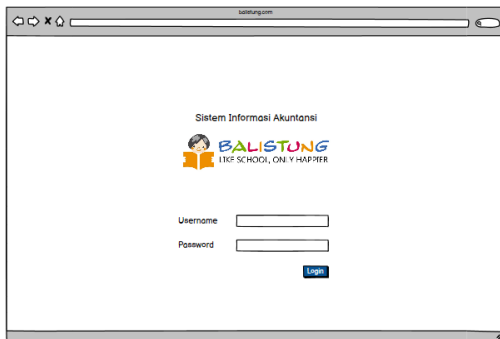 balistung.com
Sistem Informasi Akuntansi
BALISTUNG
LIKE SCHOOL, ONLY HAPPIER
Username
Password
Login